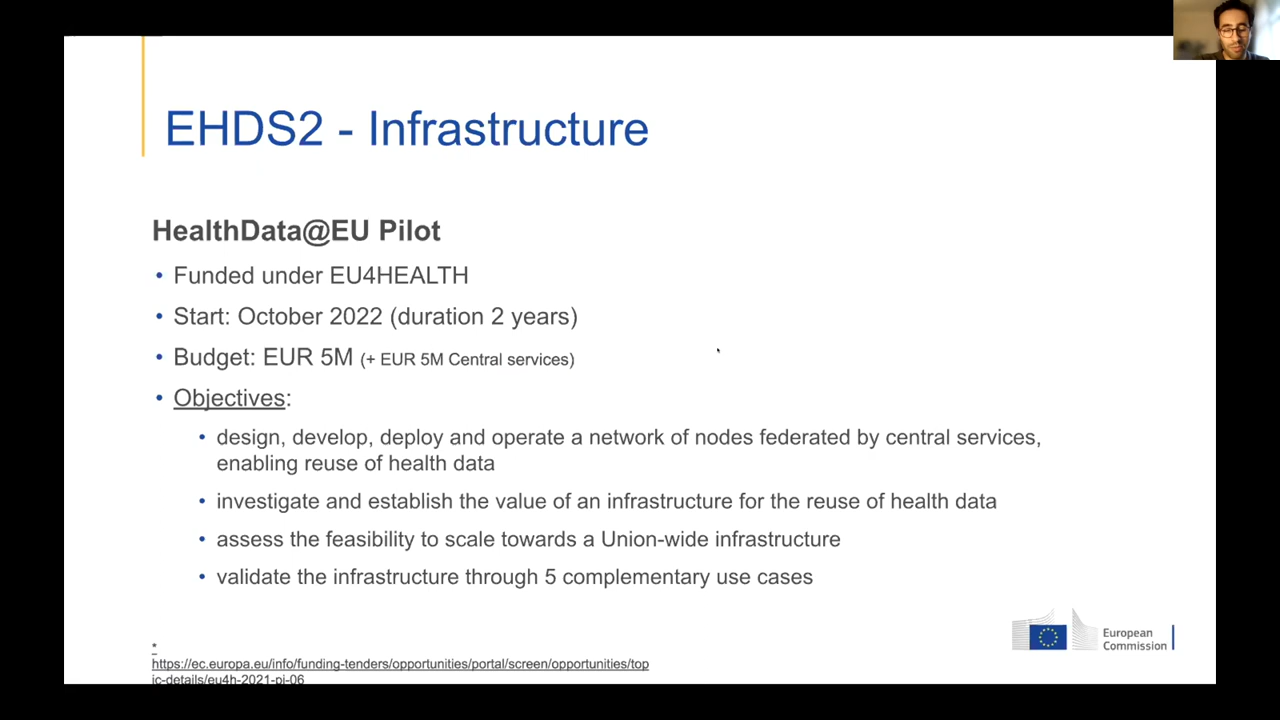 EHDS2 - Infrastructure
HealthData@EU Pilot
• Funded under EU4HEALTH
• Start: October 2022 (duration 2 years)
• Budget: EUR 5M (+ EUR 5M Central services)
• Objectives:
• design, develop, deploy and operate a network of nodes federated by central services,
enabling reuse of health data
• investigate and establish the value of an infrastructure for the reuse of health data
• assess the feasibility to scale towards a Union-wide infrastructure
• validate the infrastructure through 5 complementary use cases
*
https://ec.europa.eu/info/funding-tenders/opportunities/portal/screen/opportunities/top
ic-details/eu4h-2021-pj-06
European
Commission